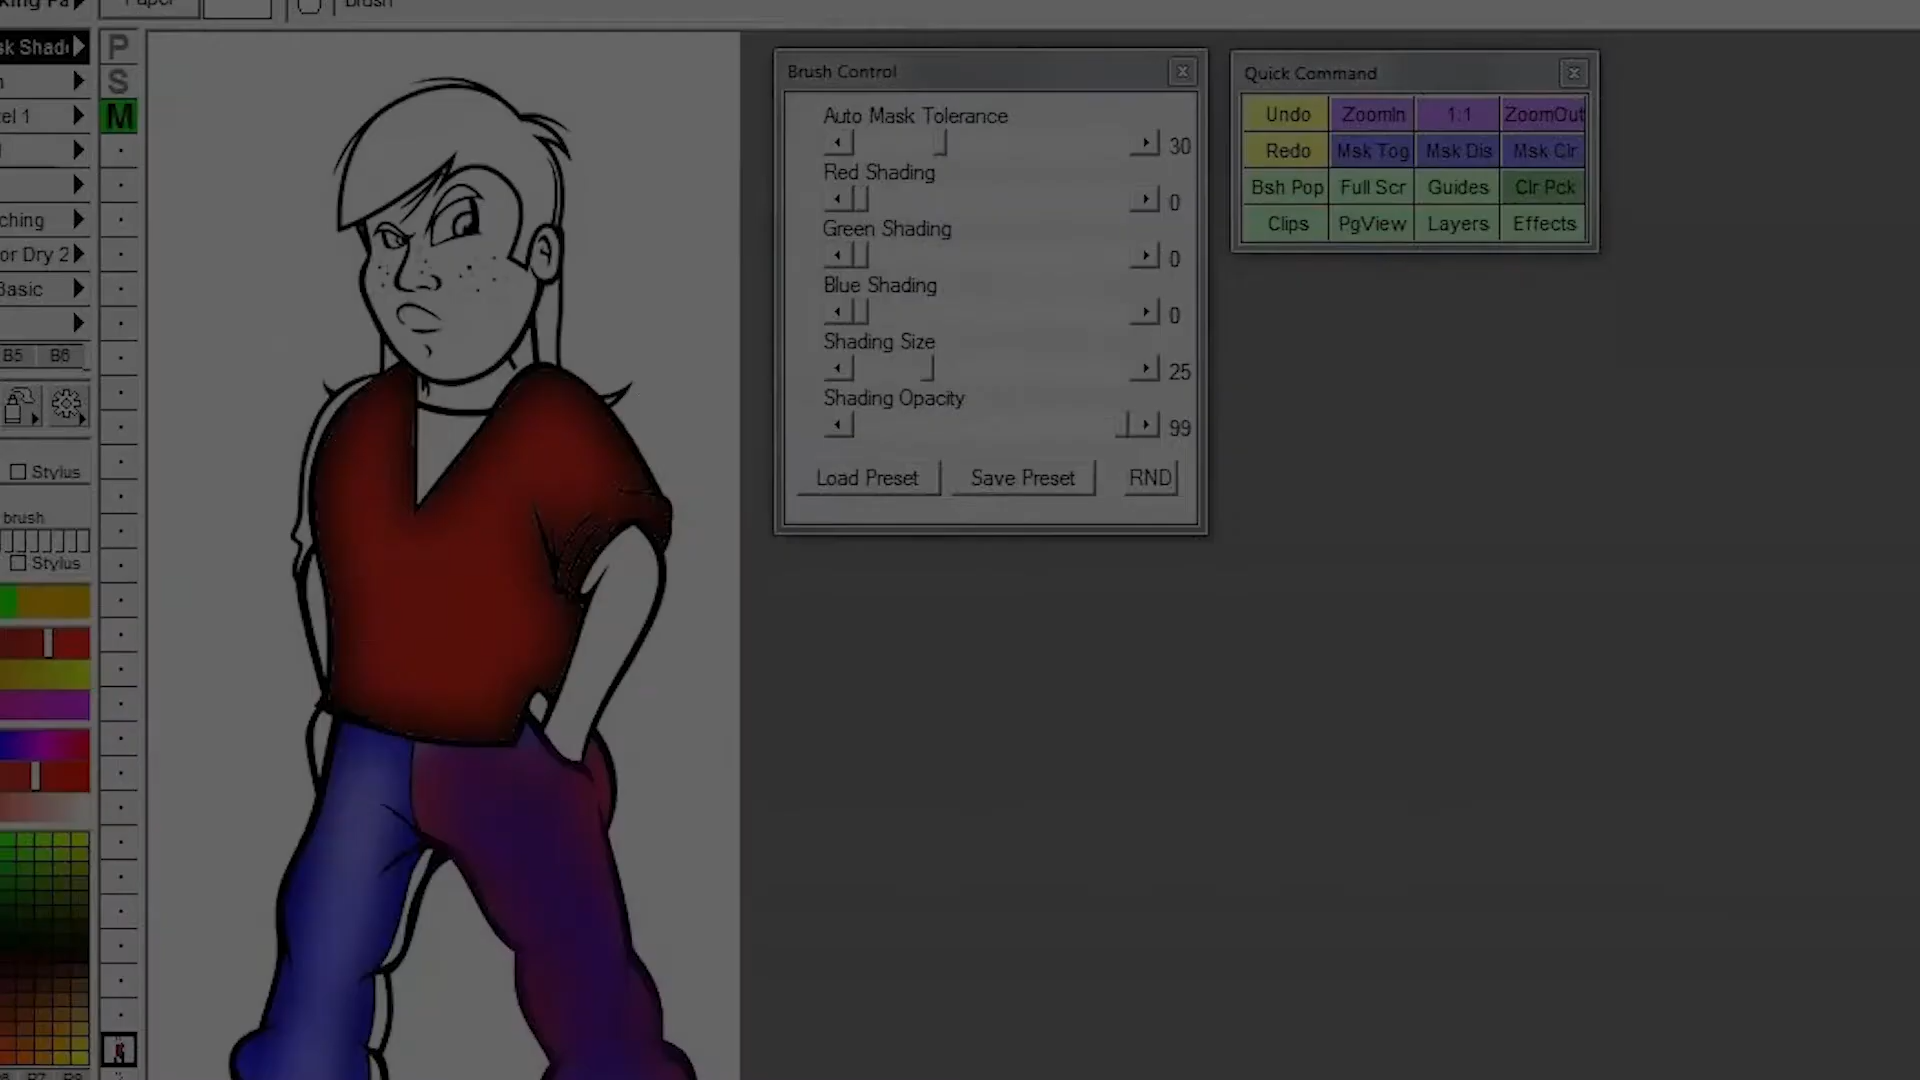 Brush
sk Shad
P
S
M
el 1
ching
or Dry 2
Basic
B5 B6
Stylus
brush
Stylus
Brush Control
Auto Mask Tolerance
30
Red Shading
0
Green Shading
0
Blue Shading
0
Shading Size
25
Shading Opacity
99
Load Preset Save Preset RND
Quick Command
Undo ZoomIn 1:1 ZoomOut
Redo Msk Tog Msk Dis Msk Clr
Bsh Pop Full Scr Guides Clr Pck
Clips PgView Layers Effects